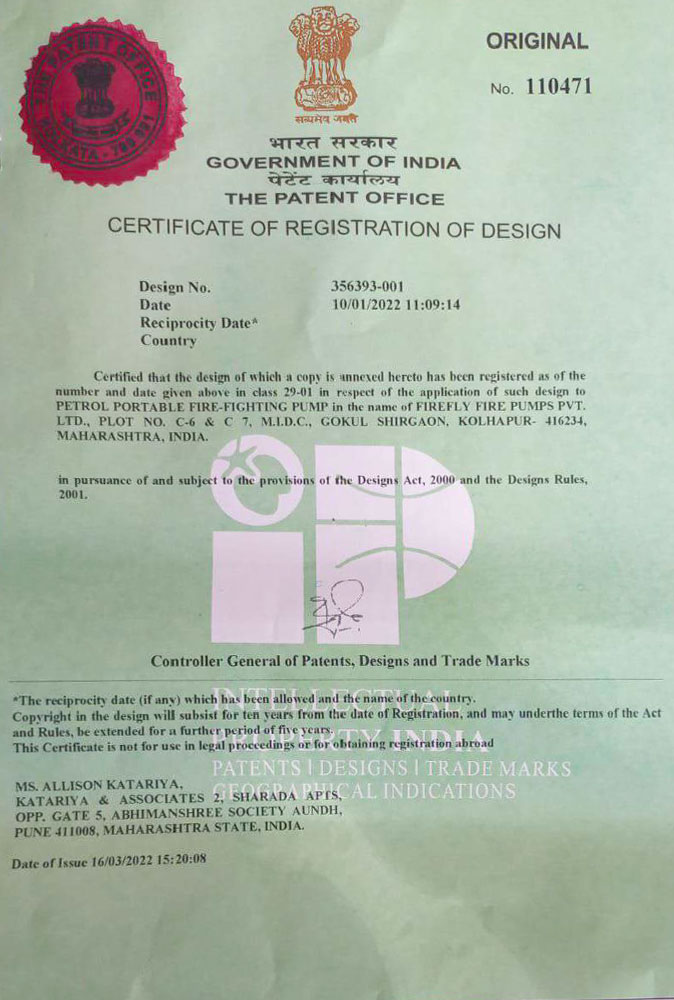 THE PATENT OFFICE
KOLKATA - 700 091
सत्यमेव जयते
ORIGINAL
No. 110471
भारत सरकार
GOVERNMENT OF INDIA
पेटेंट कार्यालय
THE PATENT OFFICE
CERTIFICATE OF REGISTRATION OF DESIGN
Design No. 356393-001
Date 10/01/2022 11:09:14
Reciprocity Date*
Country
Certified that the design of which a copy is annexed hereto has been registered as of the
number and date given above in class 29-01 in respect of the application of such design to
PETROL PORTABLE FIRE-FIGHTING PUMP in the name of FIREFLY FIRE PUMPS PVT.
LTD., PLOT NO. C-6 & C 7, M.I.D.C., GOKUL SHIRGAON, KOLHAPUR- 416234,
MAHARASHTRA, INDIA.
in pursuance of and subject to the provisions of the Designs Act, 2000 and the Designs Rules,
2001.
Controller General of Patents, Designs and Trade Marks
*The reciprocity date (if any) which has been allowed and the name of the country.
Copyright in the design will subsist for ten years from the date of Registration, and may underthe terms of the Act
and Rules, be extended for a further period of five years.
This Certificate is not for use in legal proceedings or for obtaining registration abroad
INTELLECTUAL
PROPERTY INDIA
PATENTS | DESIGNS | TRADE MARKS
GEOGRAPHICAL INDICATIONS
MS. ALLISON KATARIYA,
KATARIYA & ASSOCIATES 2, SHARADA APTS,
OPP. GATE 5, ABHIMANSHREE SOCIETY AUNDH,
PUNE 411008, MAHARASHTRA STATE, INDIA.
Date of Issue 16/03/2022 15:20:08